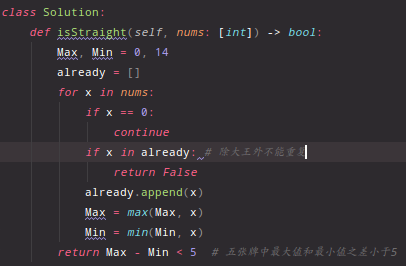 class Solution:
def isStraight(self, nums: [int]) -> bool:
Max, Min = 0, 14
already = []
for x in nums:
if x == 0:
continue
if x in already: # 除大王外不能重复
return False
already.append(x)
Max = max(Max, x)
Min = min(Min, x)
return Max - Min < 5 # 五张牌中最大值和最小值之差小于5